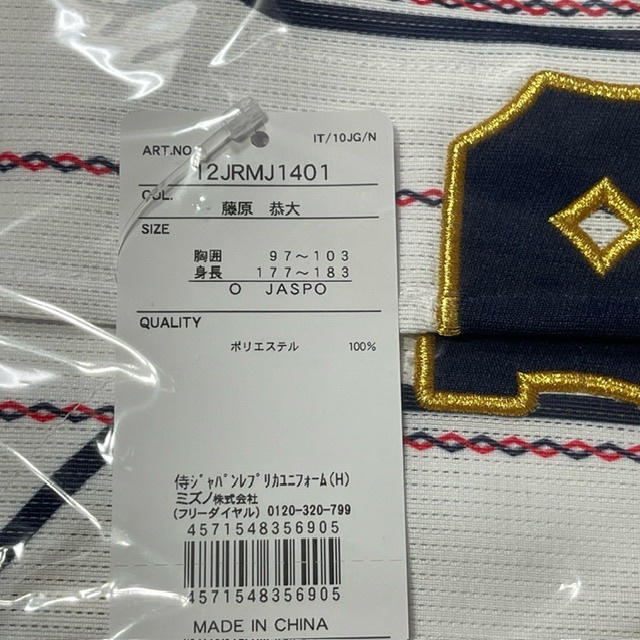 IT/10JG/N
ART.NO.
12JRMJ1401
COL.
藤原 恭大
SIZE
胸囲 97～103
身長 177～183
O JASPO
QUALITY
ポリエステル 100%
侍ｼﾞｬﾊﾟﾝﾚﾌﾟﾘｶﾕﾆﾌｫｰﾑ(H)
ミズノ株式会社
(フリーダイヤル) 0120-320-799
4571548356905
4571548356905
MADE IN CHINA